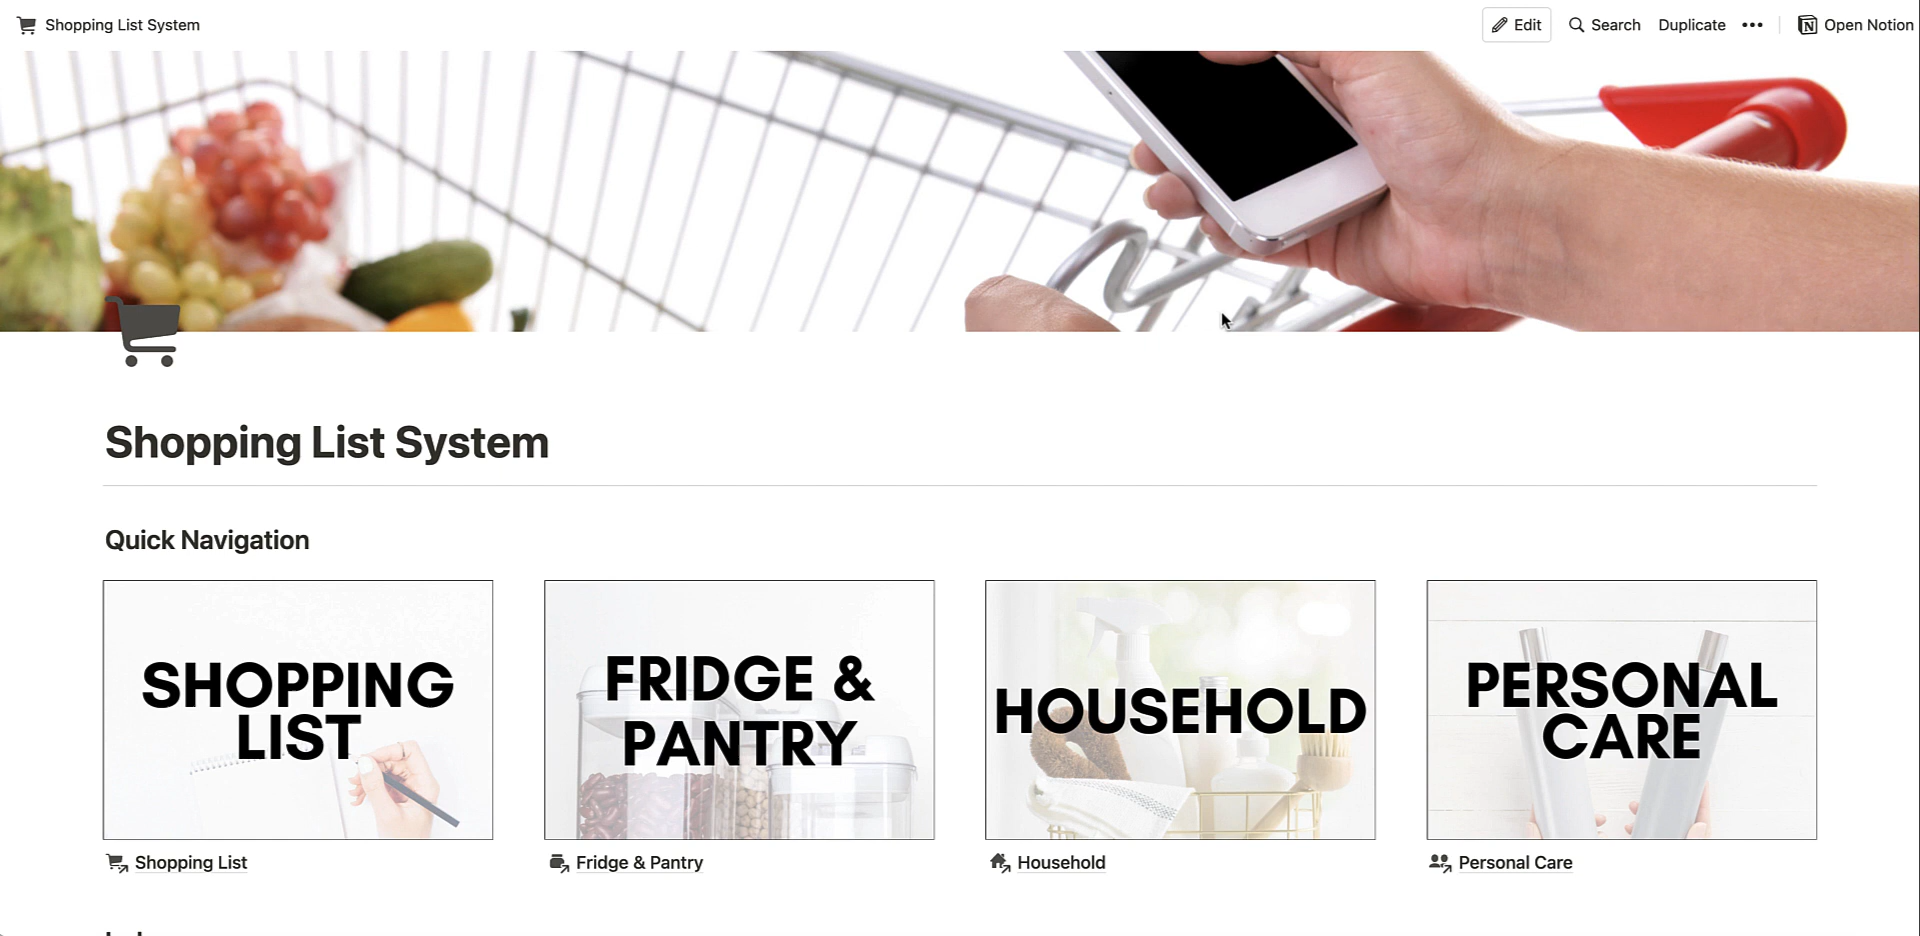 Shopping List System
Edit
Search
Duplicate
Open Notion
Shopping List System
Quick Navigation
SHOPPING
LIST
FRIDGE &
PANTRY
HOUSEHOLD
PERSONAL
CARE
Shopping List
Fridge & Pantry
Household
Personal Care